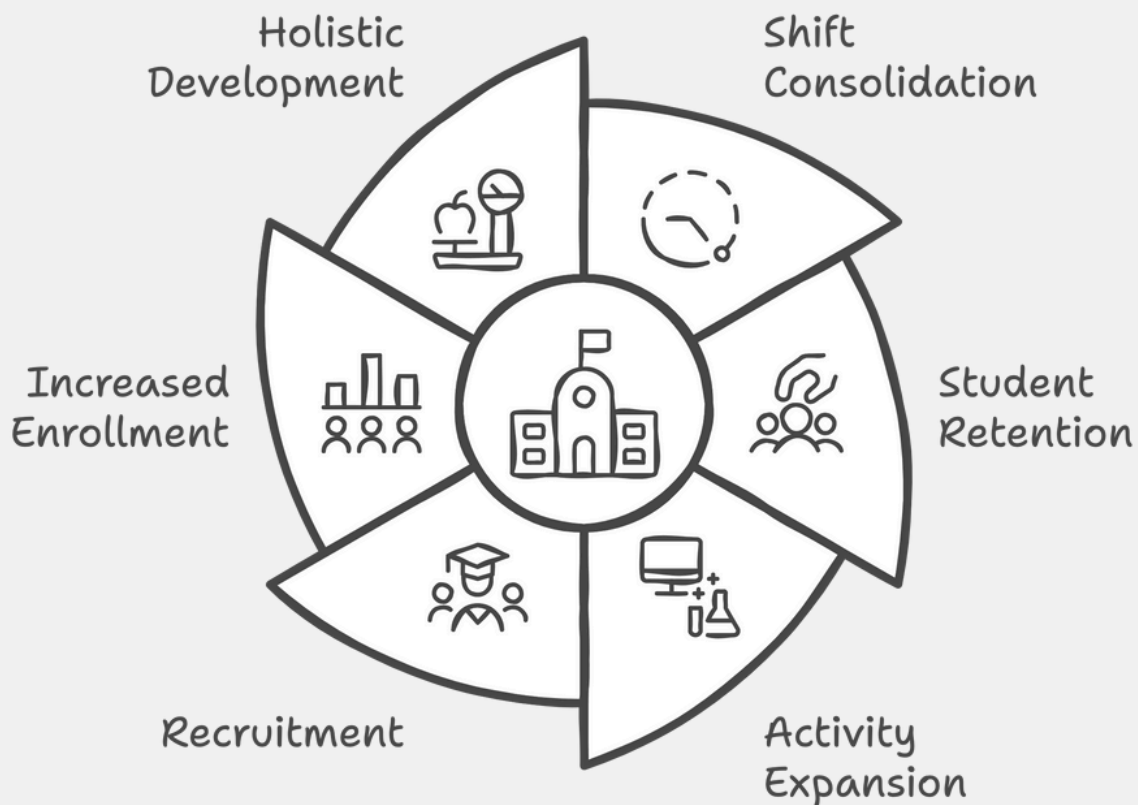 Holistic
Development
Shift
Consolidation
Increased
Enrollment
Student
Retention
Recruitment
Activity
Expansion